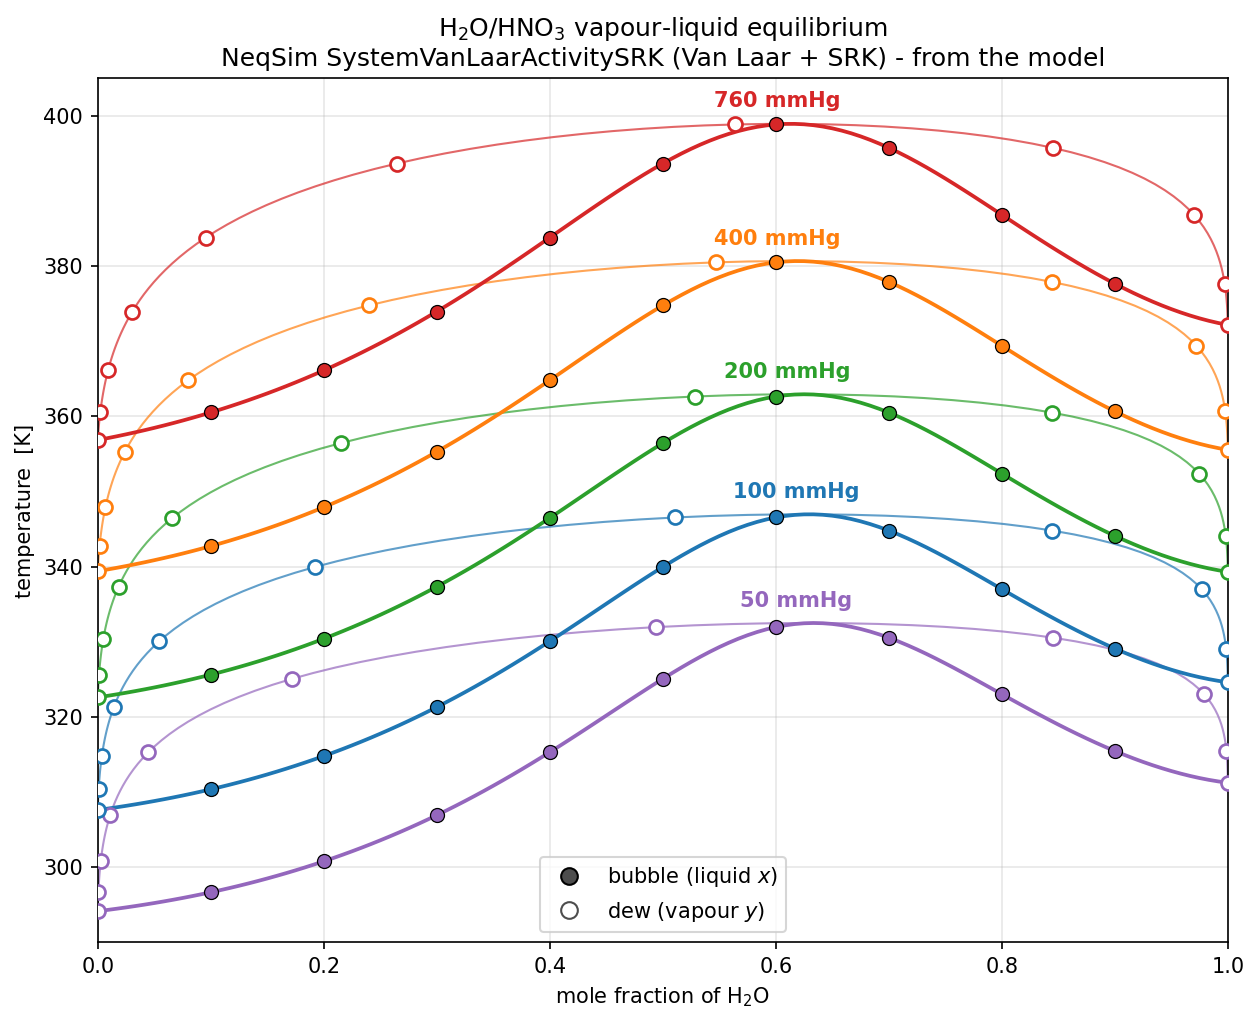 H₂O/HNO₃ vapour-liquid equilibrium
NeqSim SystemVanLaarActivitySRK (Van Laar + SRK) - from the model
760 mmHg
400 mmHg
200 mmHg
100 mmHg
50 mmHg
400
380
360
340
320
300
temperature [K]
bubble (liquid x)
dew (vapour y)
0.0 0.2 0.4 0.6 0.8 1.0
mole fraction of H₂O